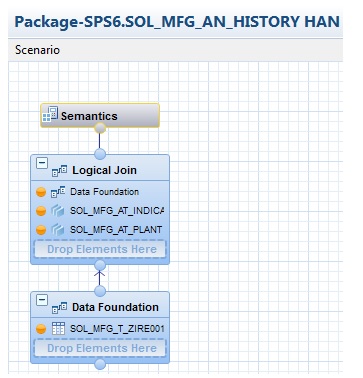 Package-SPS6.SOL_MFG_AN_HISTORY HAN
Scenario
Semantics
Logical Join
Data Foundation
SOL_MFG_AT_INDICA
SOL_MFG_AT_PLANT
Drop Elements Here
Data Foundation
SOL_MFG_T_ZIRE001
Drop Elements Here